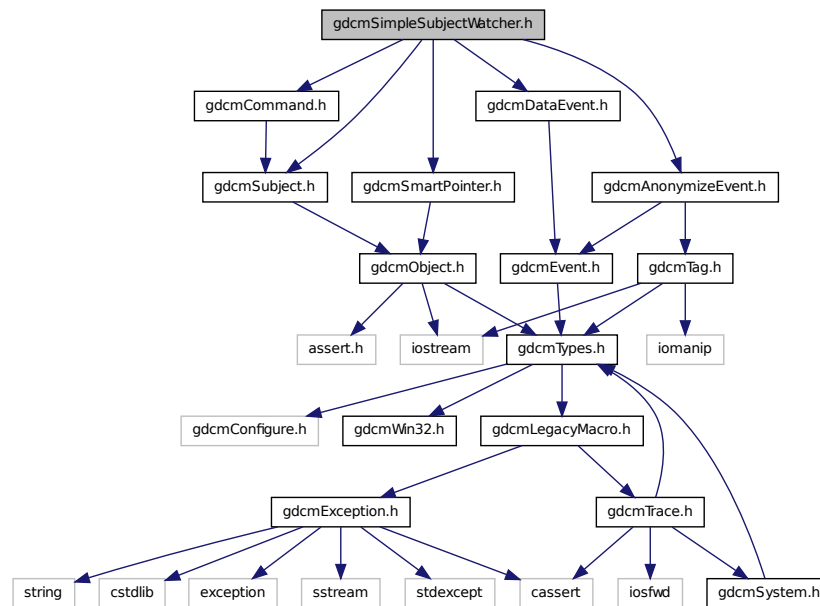 gdcmSimpleSubjectWatcher.h
gdcmCommand.h
gdcmDataEvent.h
gdcmSubject.h
gdcmSmartPointer.h
gdcmAnonymizeEvent.h
gdcmObject.h
gdcmEvent.h
gdcmTag.h
assert.h
iostream
gdcmTypes.h
iomanip
gdcmConfigure.h
gdcmWin32.h
gdcmLegacyMacro.h
gdcmException.h
gdcmTrace.h
string
cstdlib
exception
sstream
stdexcept
cassert
iosfwd
gdcmSystem.h